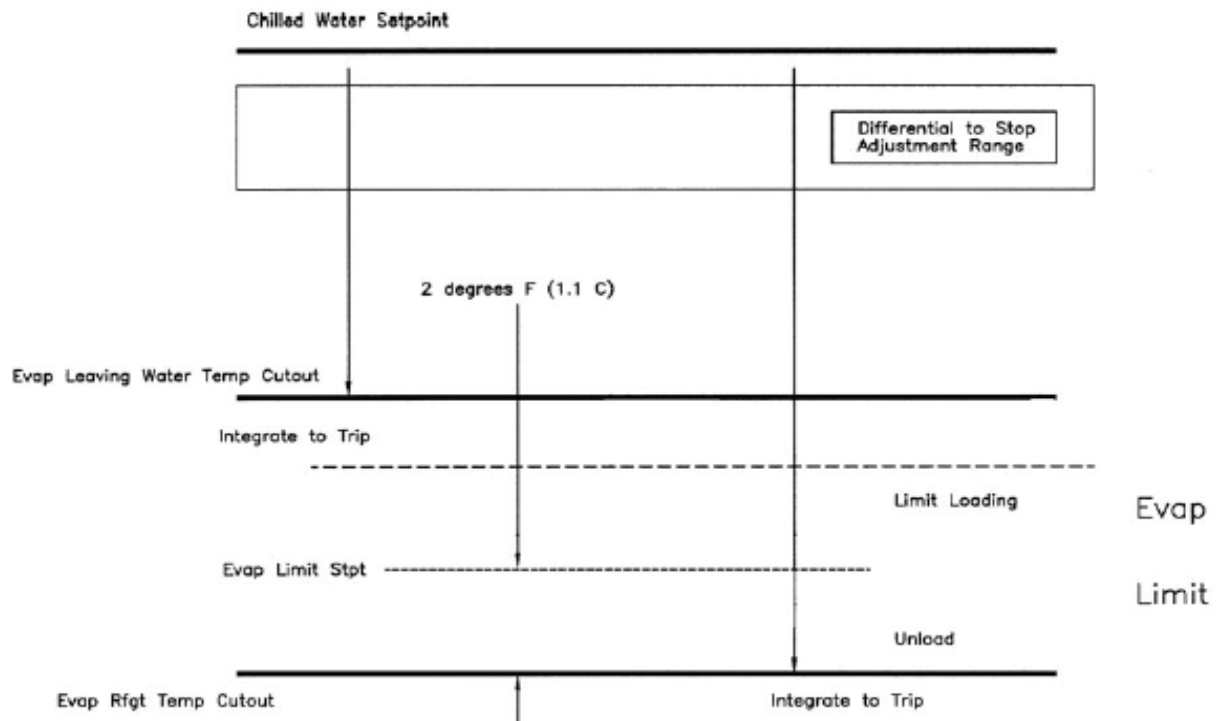 Chilled Water Setpoint
Differential to Stop
Adjustment Range
2 degrees F (1.1 C)
Evap Leaving Water Temp Cutout
Integrate to Trip
Limit Loading
Evap
Evap Limit Stpt
Limit
Unload
Evap Rfgt Temp Cutout
Integrate to Trip